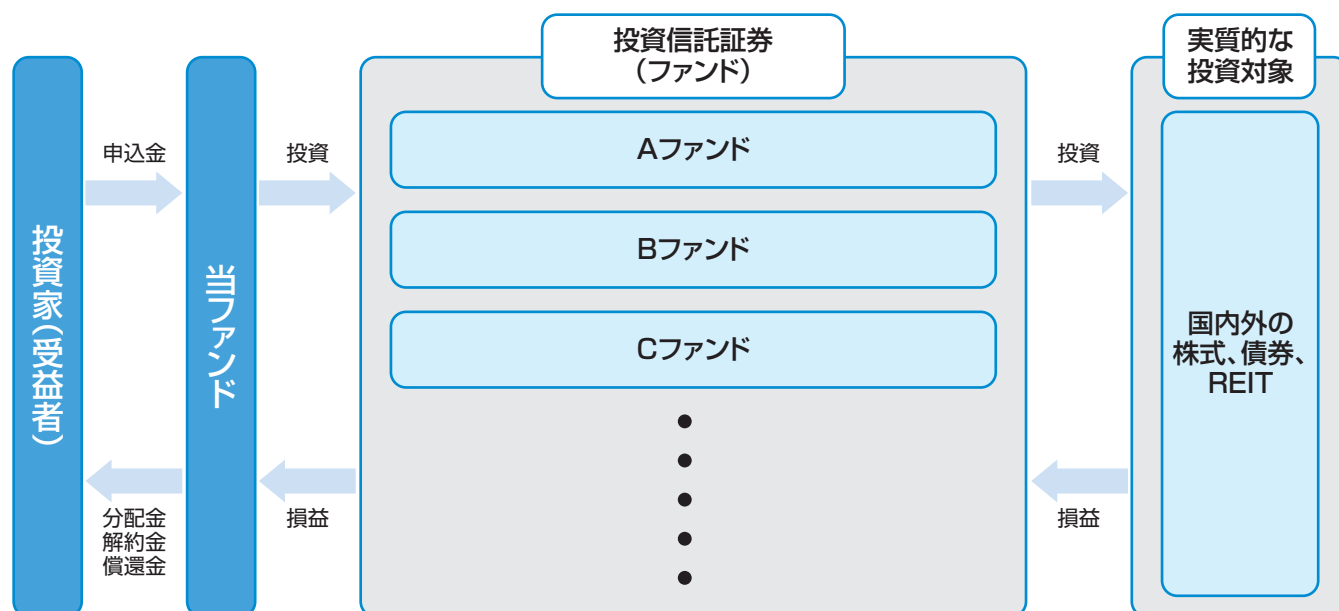 投資家（受益者）
申込金
分配金
解約金
償還金
当ファンド
投資
損益
投資信託証券
（ファンド）
Aファンド
Bファンド
Cファンド
投資
損益
実質的な
投資対象
国内外の
株式、債券、
REIT